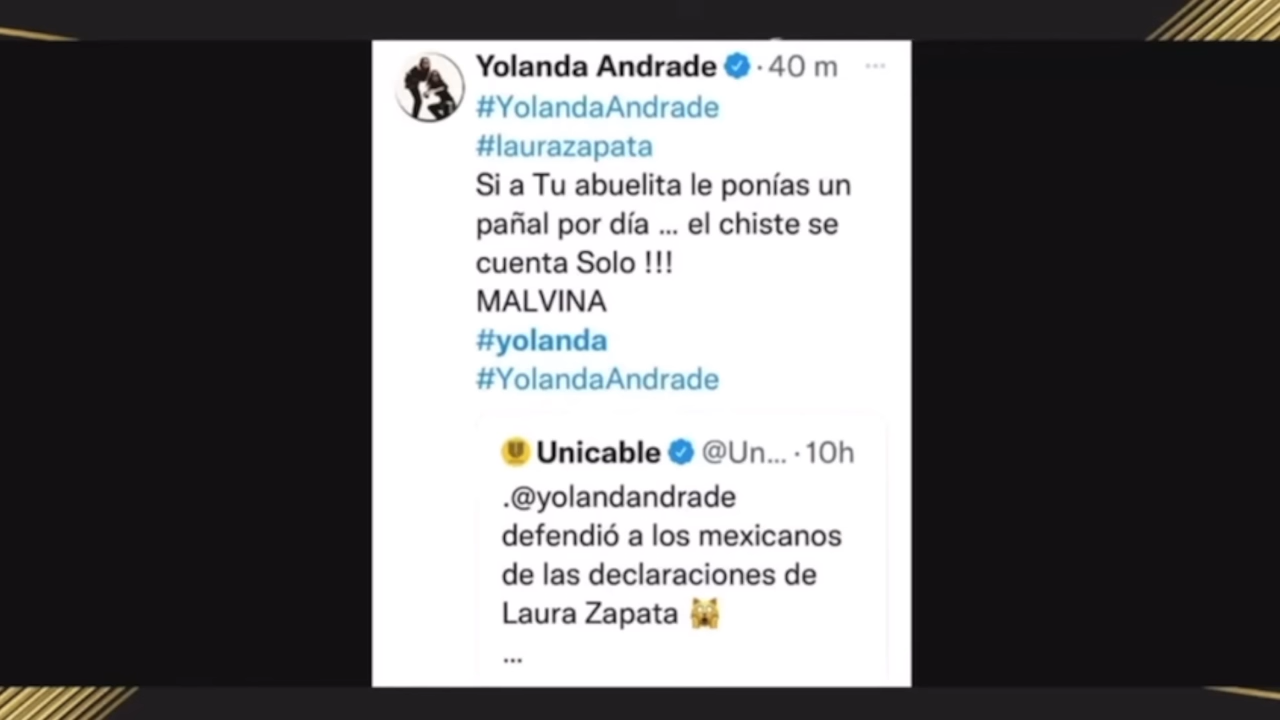 Yolanda Andrade · 40 m ...
#YolandaAndrade
#laurazapata
Si a Tu abuelita le ponías un
pañal por día ... el chiste se
cuenta Solo !!!
MALVINA
#yolanda
#YolandaAndrade
Unicable @Un... · 10h
.@yolandandrade
defendió a los mexicanos
de las declaraciones de
Laura Zapata 🙀
...